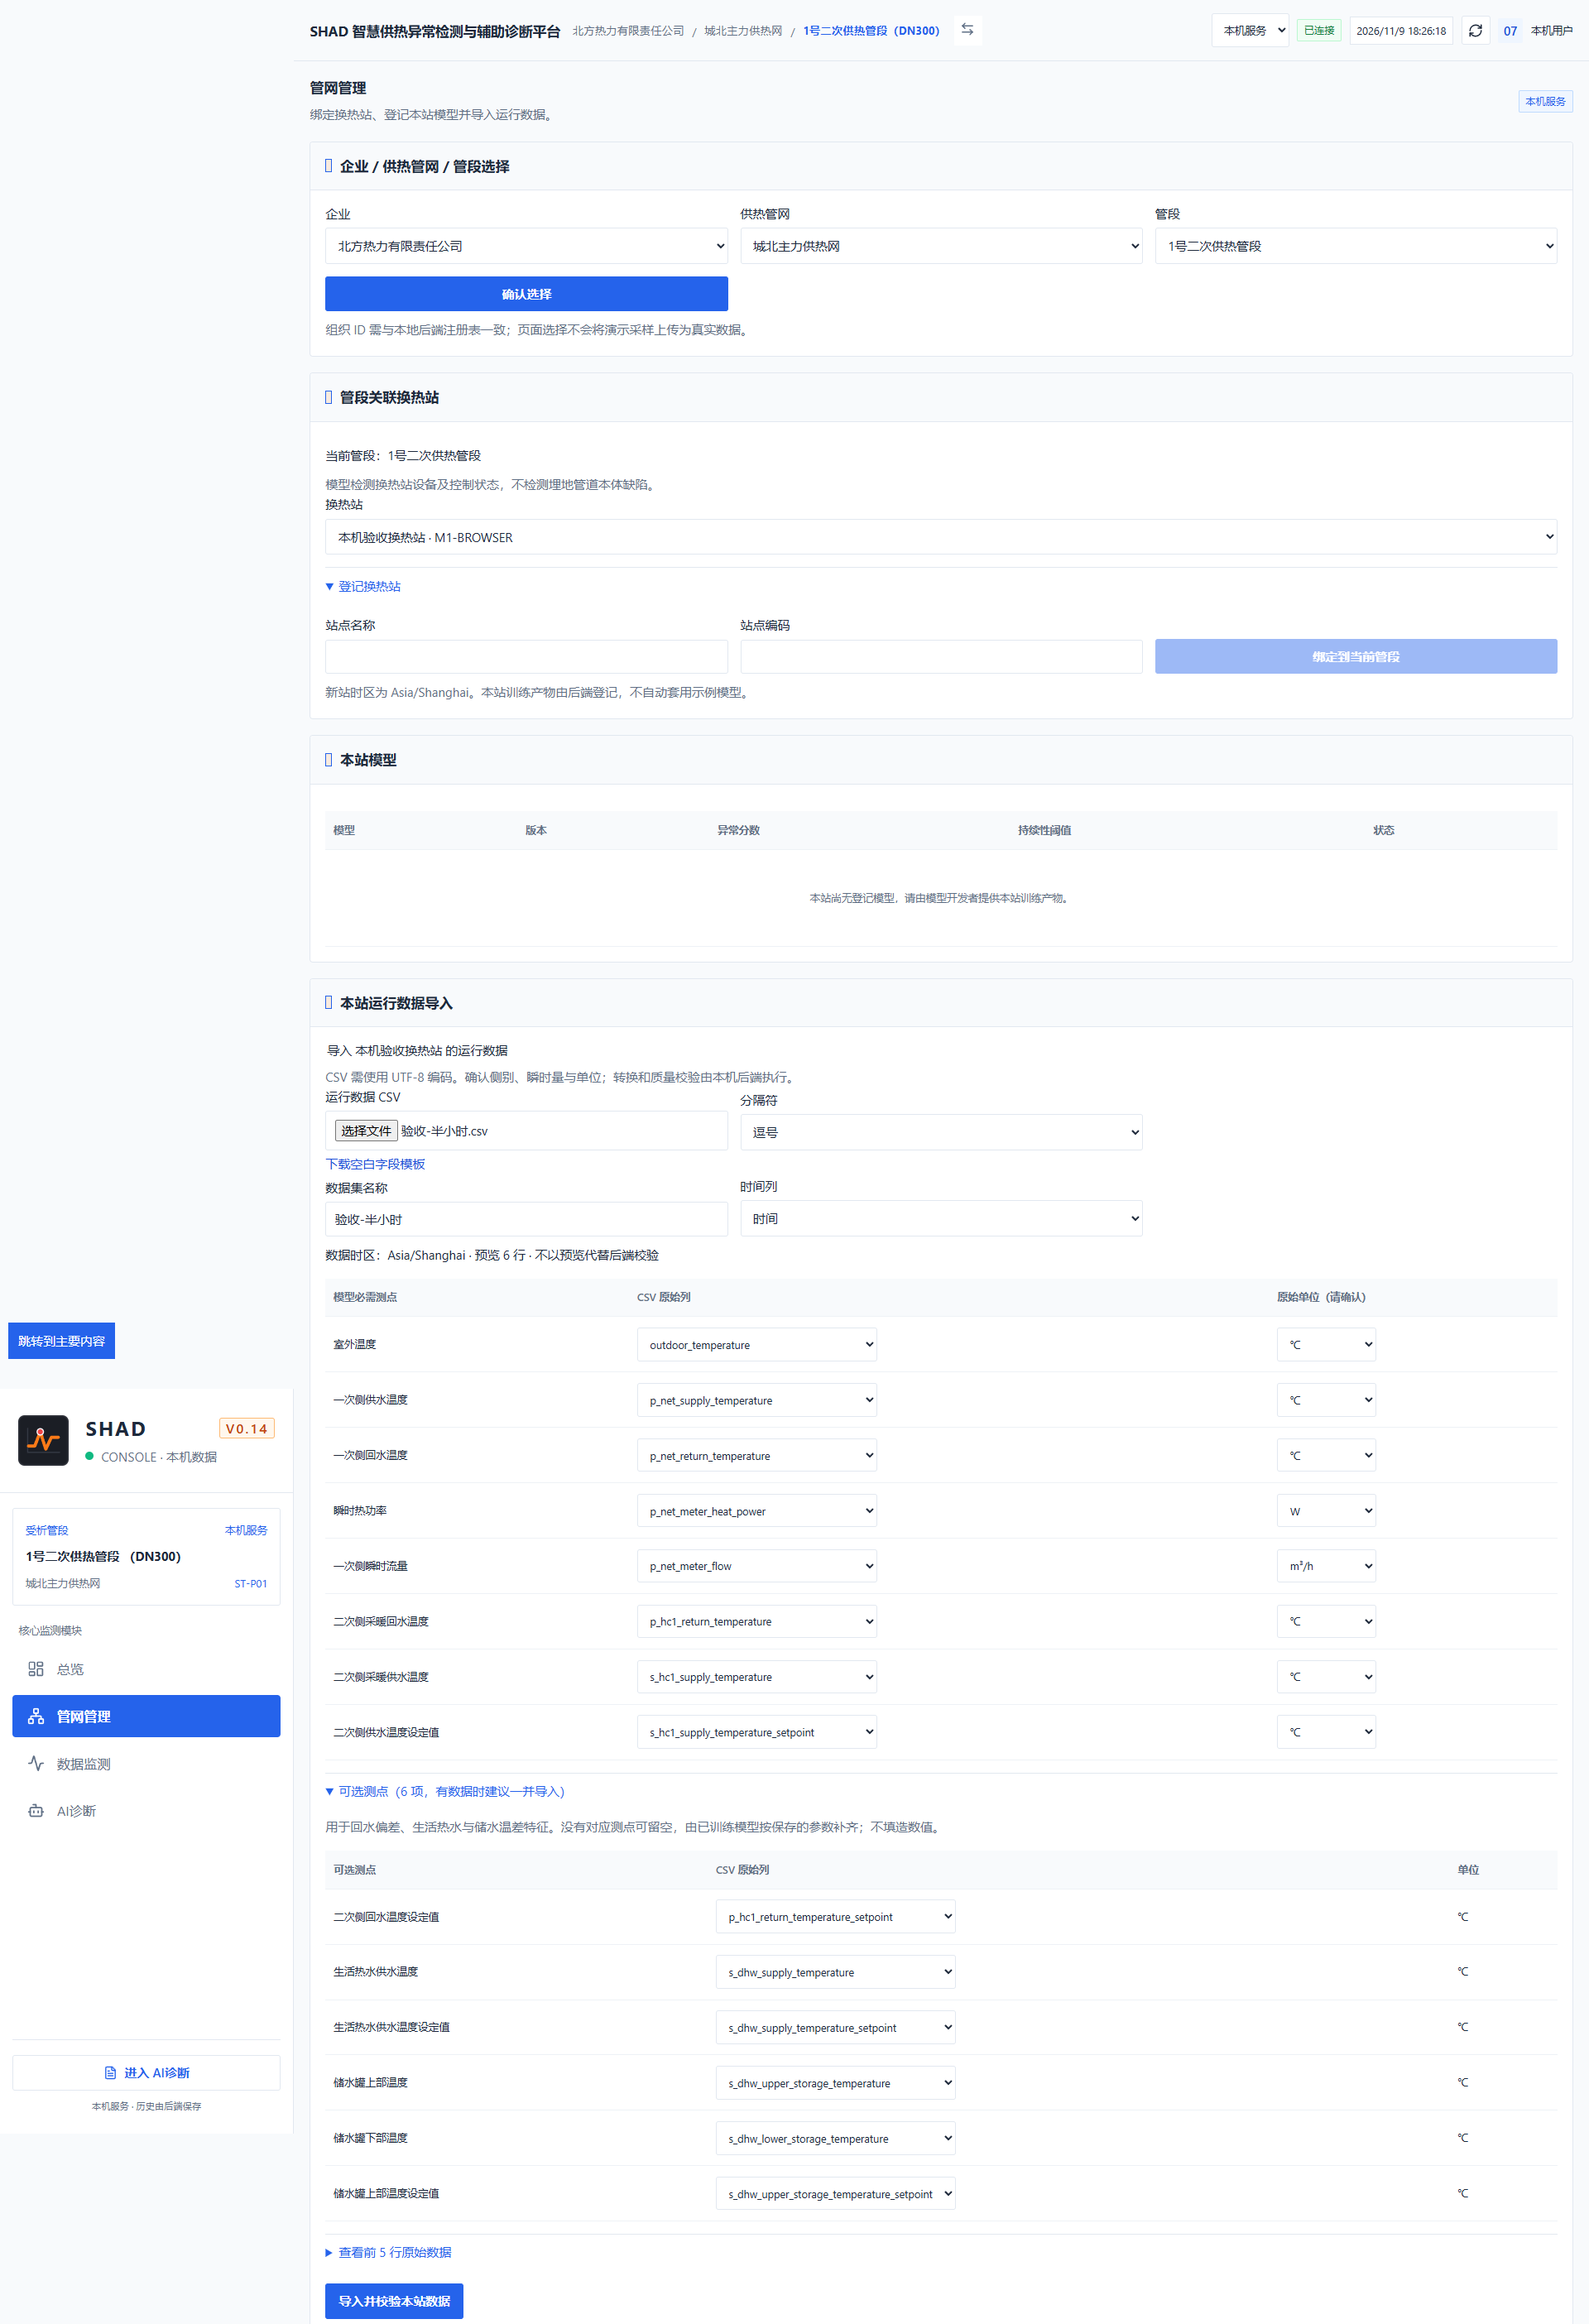 SHAD 智慧供热异常检测与辅助诊断平台 北方热力有限责任公司 / 城北主力供热网 / 1号二次供热管段（DN300） 本机服务 已连接 2026/11/9 18:26:18 07 本机用户
管网管理
绑定换热站、登记本站模型并导入运行数据。
本机服务
企业 / 供热管网 / 管段选择
企业 供热管网 管段
北方热力有限责任公司 城北主力供热网 1号二次供热管段
确认选择
组织 ID 需与本地后端注册表一致；页面选择不会将演示采样上传为真实数据。
管段关联换热站
当前管段：1号二次供热管段
模型检测换热站设备及控制状态，不检测埋地管道本体缺陷。
换热站
本机验收换热站 · M1-BROWSER
▼ 登记换热站
站点名称 站点编码
绑定到当前管段
新站时区为 Asia/Shanghai。本站训练产物由后端登记，不自动套用示例模型。
本站模型
模型 版本 异常分数 持续性阈值 状态
本站尚无登记模型，请由模型开发者提供本站训练产物。
本站运行数据导入
导入 本机验收换热站 的运行数据
CSV 需使用 UTF-8 编码。确认侧别、瞬时量与单位；转换和质量校验由本机后端执行。
运行数据 CSV 分隔符
选择文件 验收-半小时.csv 逗号
下载空白字段模板
数据集名称 时间列
验收-半小时 时间
数据时区：Asia/Shanghai · 预览 6 行 · 不以预览代替后端校验
模型必需测点 CSV 原始列 原始单位（请确认）
室外温度 outdoor_temperature ℃
一次侧供水温度 p_net_supply_temperature ℃
一次侧回水温度 p_net_return_temperature ℃
瞬时热功率 p_net_meter_heat_power W
一次侧瞬时流量 p_net_meter_flow m³/h
二次侧采暖回水温度 p_hc1_return_temperature ℃
二次侧采暖供水温度 s_hc1_supply_temperature ℃
二次侧供水温度设定值 s_hc1_supply_temperature_setpoint ℃
▼ 可选测点（6 项，有数据时建议一并导入）
用于回水偏差、生活热水与储水温差特征。没有对应测点可留空，由已训练模型按保存的参数补齐；不填造数值。
可选测点 CSV 原始列 单位
二次侧回水温度设定值 p_hc1_return_temperature_setpoint ℃
生活热水供水温度 s_dhw_supply_temperature ℃
生活热水供水温度设定值 s_dhw_supply_temperature_setpoint ℃
储水罐上部温度 s_dhw_upper_storage_temperature ℃
储水罐下部温度 s_dhw_lower_storage_temperature ℃
储水罐上部温度设定值 s_dhw_upper_storage_temperature_setpoint ℃
▶ 查看前 5 行原始数据
导入并校验本站数据
跳转到主要内容
SHAD V0.14
CONSOLE · 本机数据
受析管段 本机服务
1号二次供热管段 （DN300）
城北主力供热网 ST-P01
核心监测模块
总览
管网管理
数据监测
AI诊断
进入 AI诊断
本机服务 · 历史由后端保存